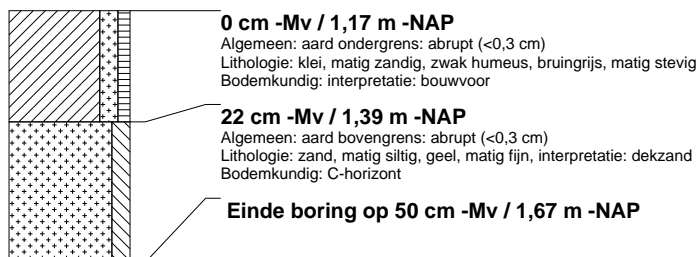 0 cm -Mv / 1,17 m -NAP
Algemeen: aard ondergrens: abrupt (<0,3 cm)
Lithologie: klei, matig zandig, zwak humeus, bruingrijs, matig stevig
Bodemkundig: interpretatie: bouwvoor
22 cm -Mv / 1,39 m -NAP
Algemeen: aard bovengrens: abrupt (<0,3 cm)
Lithologie: zand, matig siltig, geel, matig fijn, interpretatie: dekzand
Bodemkundig: C-horizont
Einde boring op 50 cm -Mv / 1,67 m -NAP